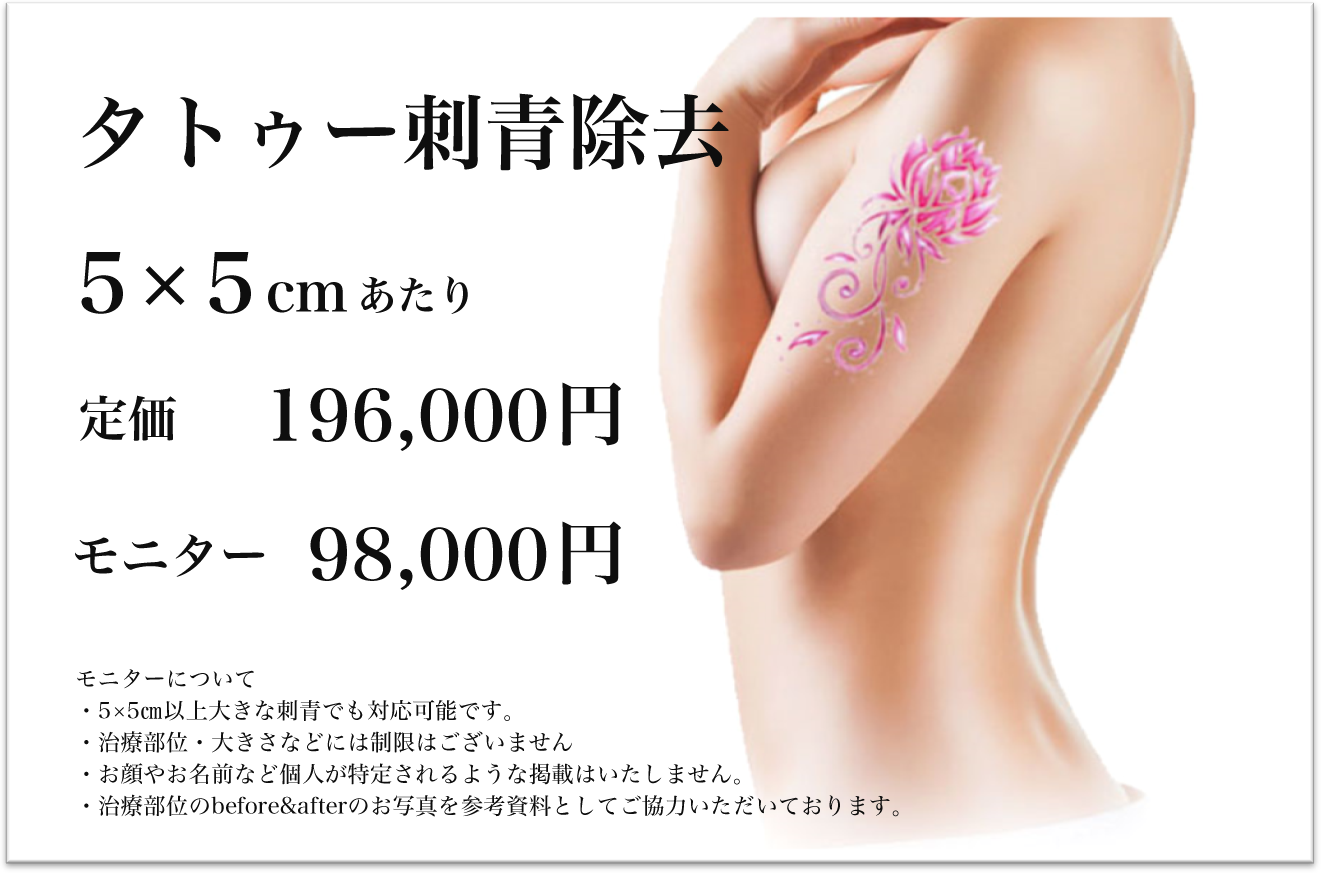 タトゥー刺青除去
5×5cmあたり
定価 196,000円
モニター 98,000円
モニターについて
・5×5㎝以上大きな刺青でも対応可能です。
・治療部位・大きさなどには制限はございません
・お顔やお名前など個人が特定されるような掲載はいたしません。
・治療部位のbefore&afterのお写真を参考資料としてご協力いただいております。